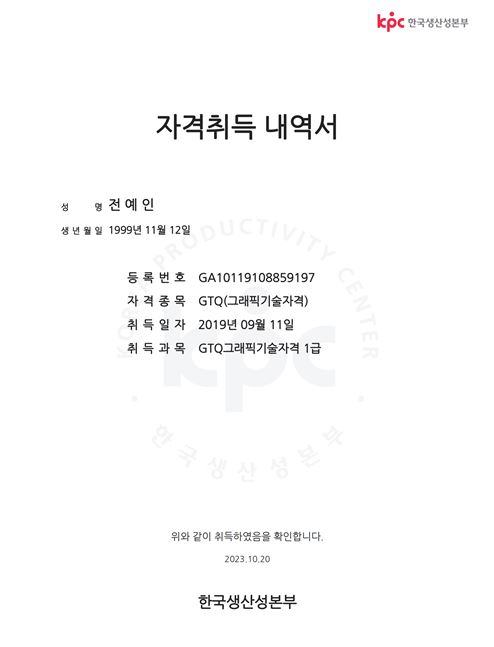 kpc 한국생산성본부
자격취득 내역서
성 명 전 예 인
생 년 월 일 1999년 11월 12일
등 록 번 호 GA10119108859197
자 격 종 목 GTQ(그래픽기술자격)
취 득 일 자 2019년 09월 11일
취 득 과 목 GTQ그래픽기술자격 1급
KOREA PRODUCTIVITY CENTER
kpc
· 한국생산성본부 ·
위와 같이 취득하였음을 확인합니다.
2023.10.20
한국생산성본부